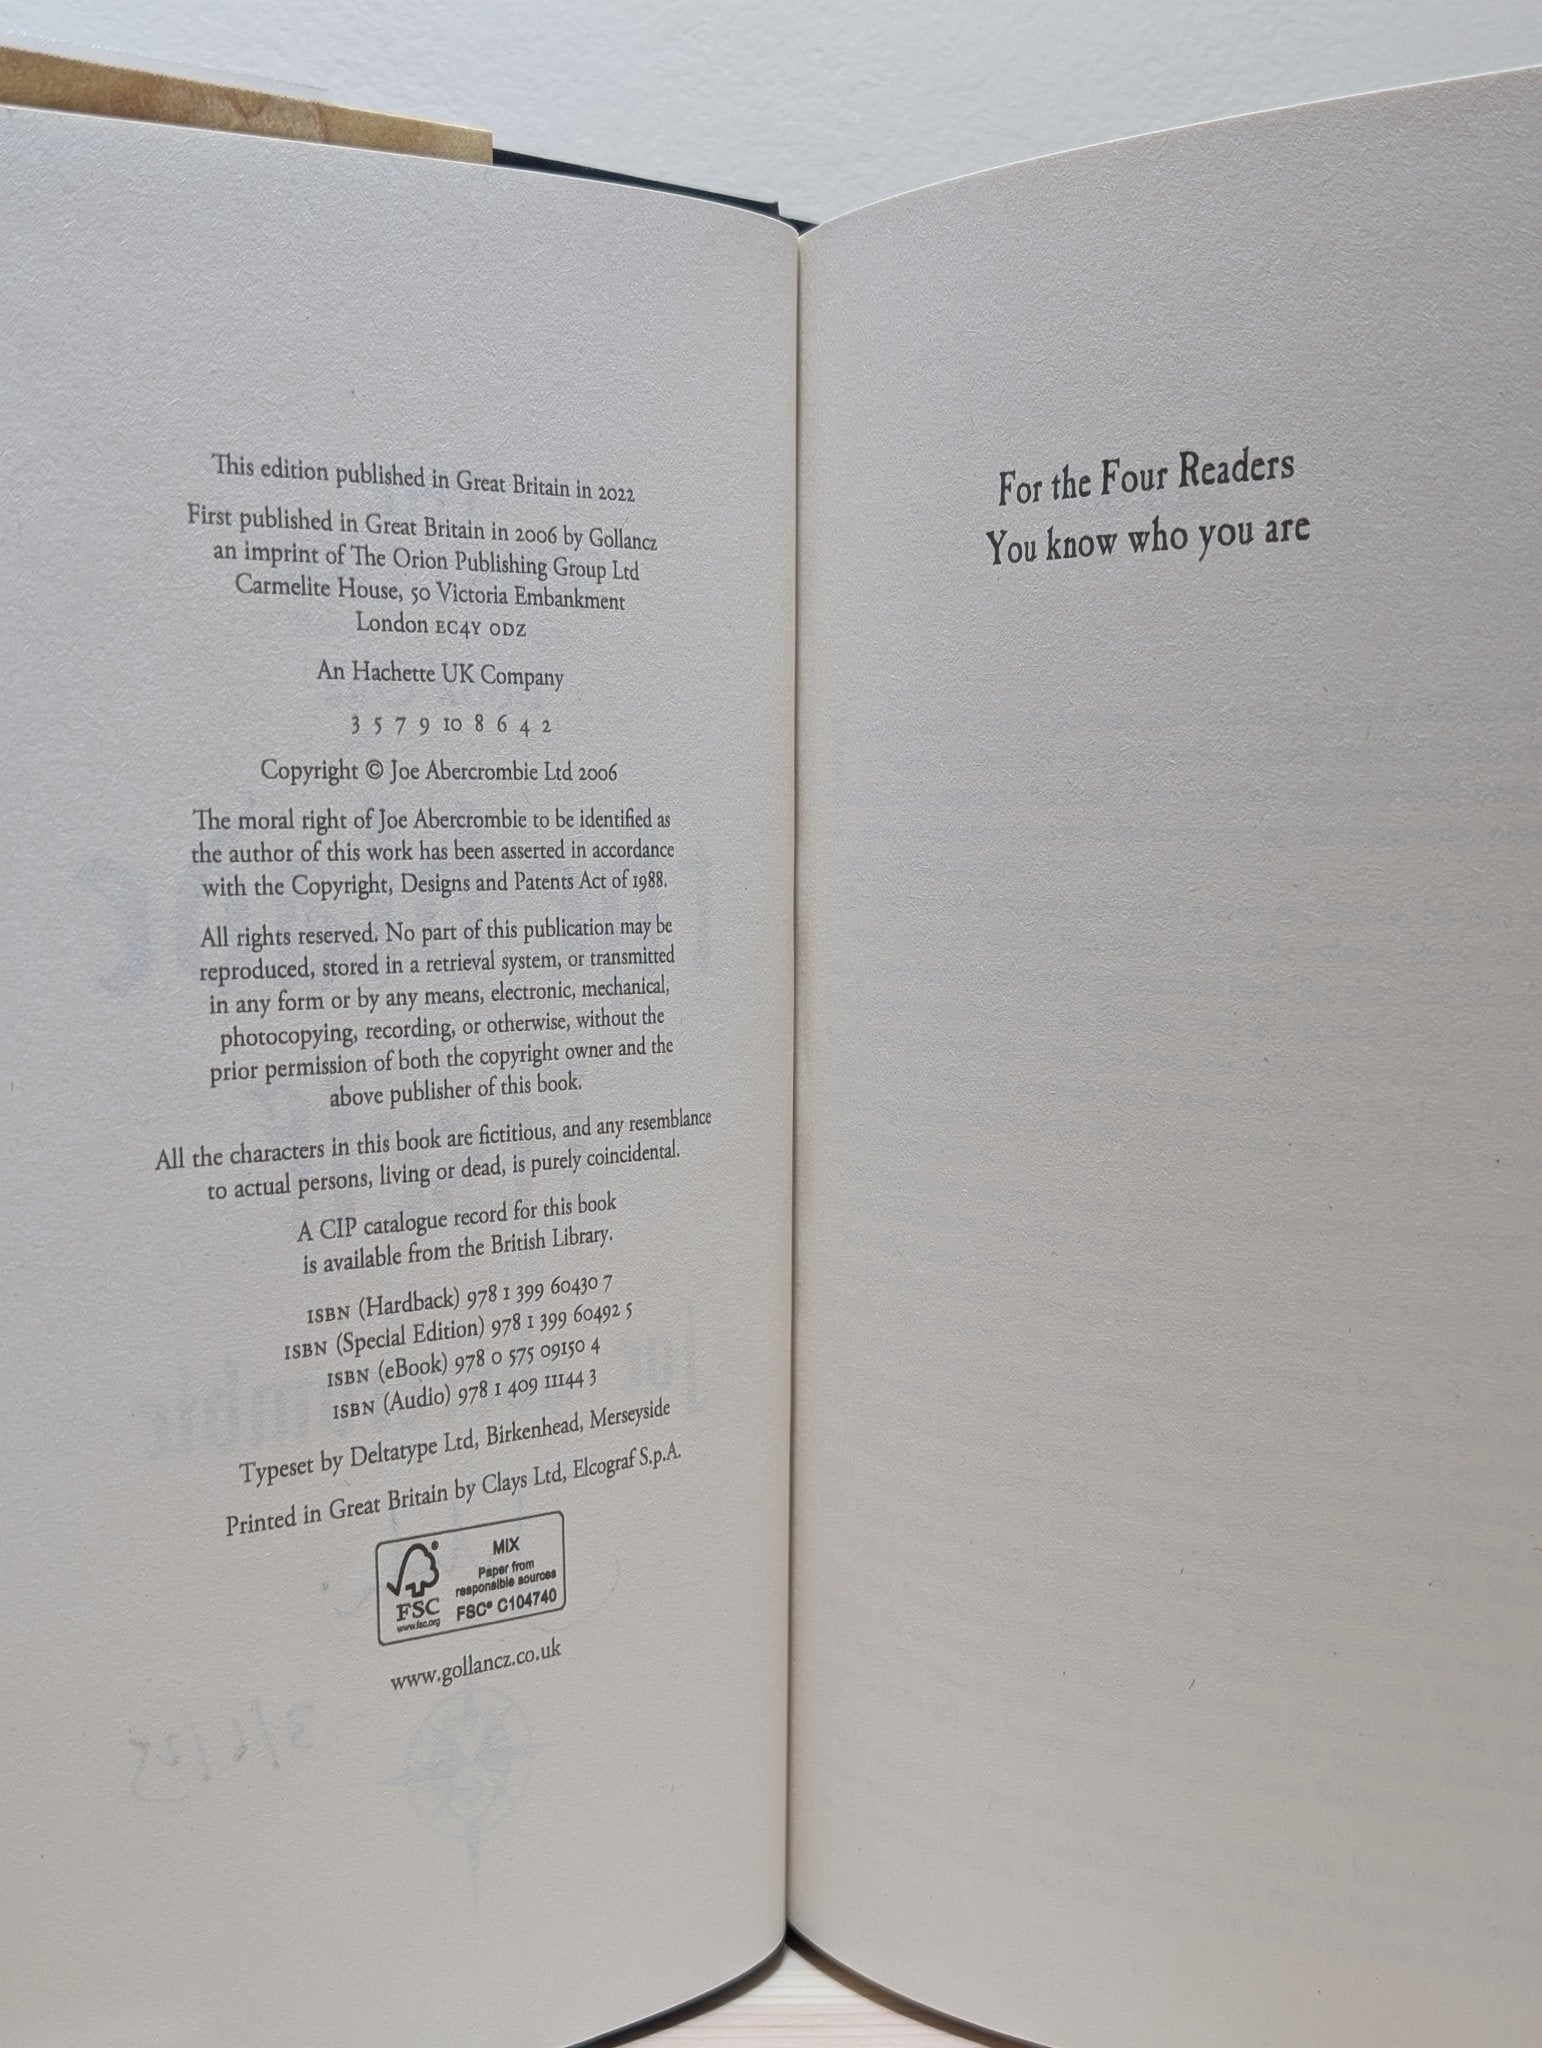 This edition published in Great Britain in 2022
First published in Great Britain in 2006 by Gollancz
an imprint of The Orion Publishing Group Ltd
Carmelite House, 50 Victoria Embankment
London EC4Y 0DZ
An Hachette UK Company
3 5 7 9 10 8 6 4 2
Copyright © Joe Abercrombie Ltd 2006
The moral right of Joe Abercrombie to be identified as
the author of this work has been asserted in accordance
with the Copyright, Designs and Patents Act of 1988.
All rights reserved. No part of this publication may be
reproduced, stored in a retrieval system, or transmitted
in any form or by any means, electronic, mechanical,
photocopying, recording, or otherwise, without the
prior permission of both the copyright owner and the
above publisher of this book.
All the characters in this book are fictitious, and any resemblance
to actual persons, living or dead, is purely coincidental.
A CIP catalogue record for this book
is available from the British Library.
ISBN (Hardback) 978 1 399 60430 7
ISBN (Special Edition) 978 1 399 60492 5
ISBN (eBook) 978 0 575 09150 4
ISBN (Audio) 978 1 409 11144 3
Typeset by Deltatype Ltd, Birkenhead, Merseyside
Printed in Great Britain by Clays Ltd, Elcograf S.p.A.
MIX
Paper from
responsible sources
FSC® C104740
FSC
www.fsc.org
www.gollancz.co.uk
For the Four Readers
You know who you are